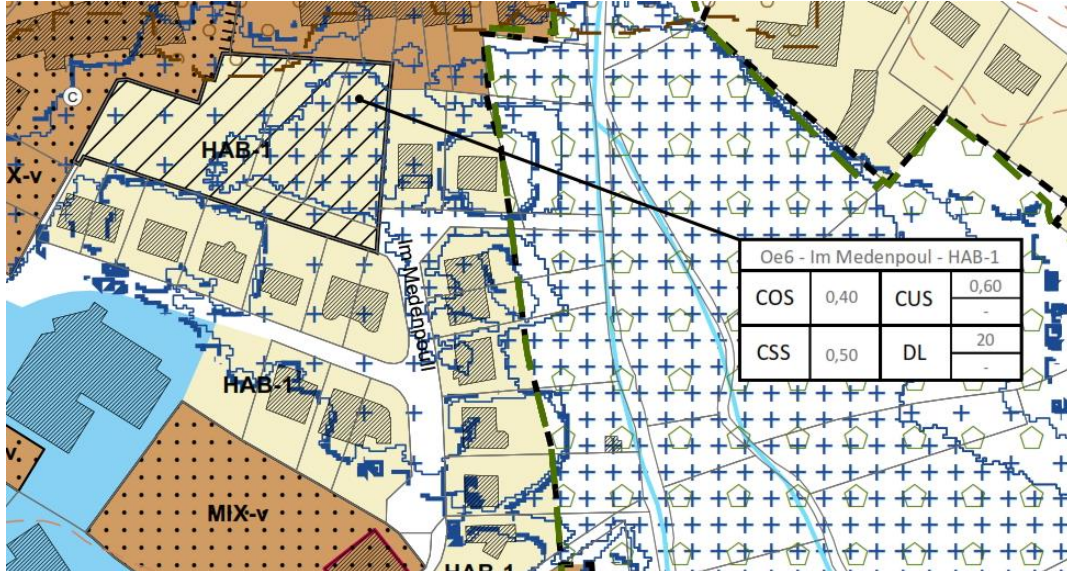 C
HAB-1
X-v
Im Medenpoull
Oe6 - Im Medenpoul - HAB-1
COS 0,40 CUS 0,60
-
CSS 0,50 DL 20
-
HAB-1
v.
MIX-v
HAB-1